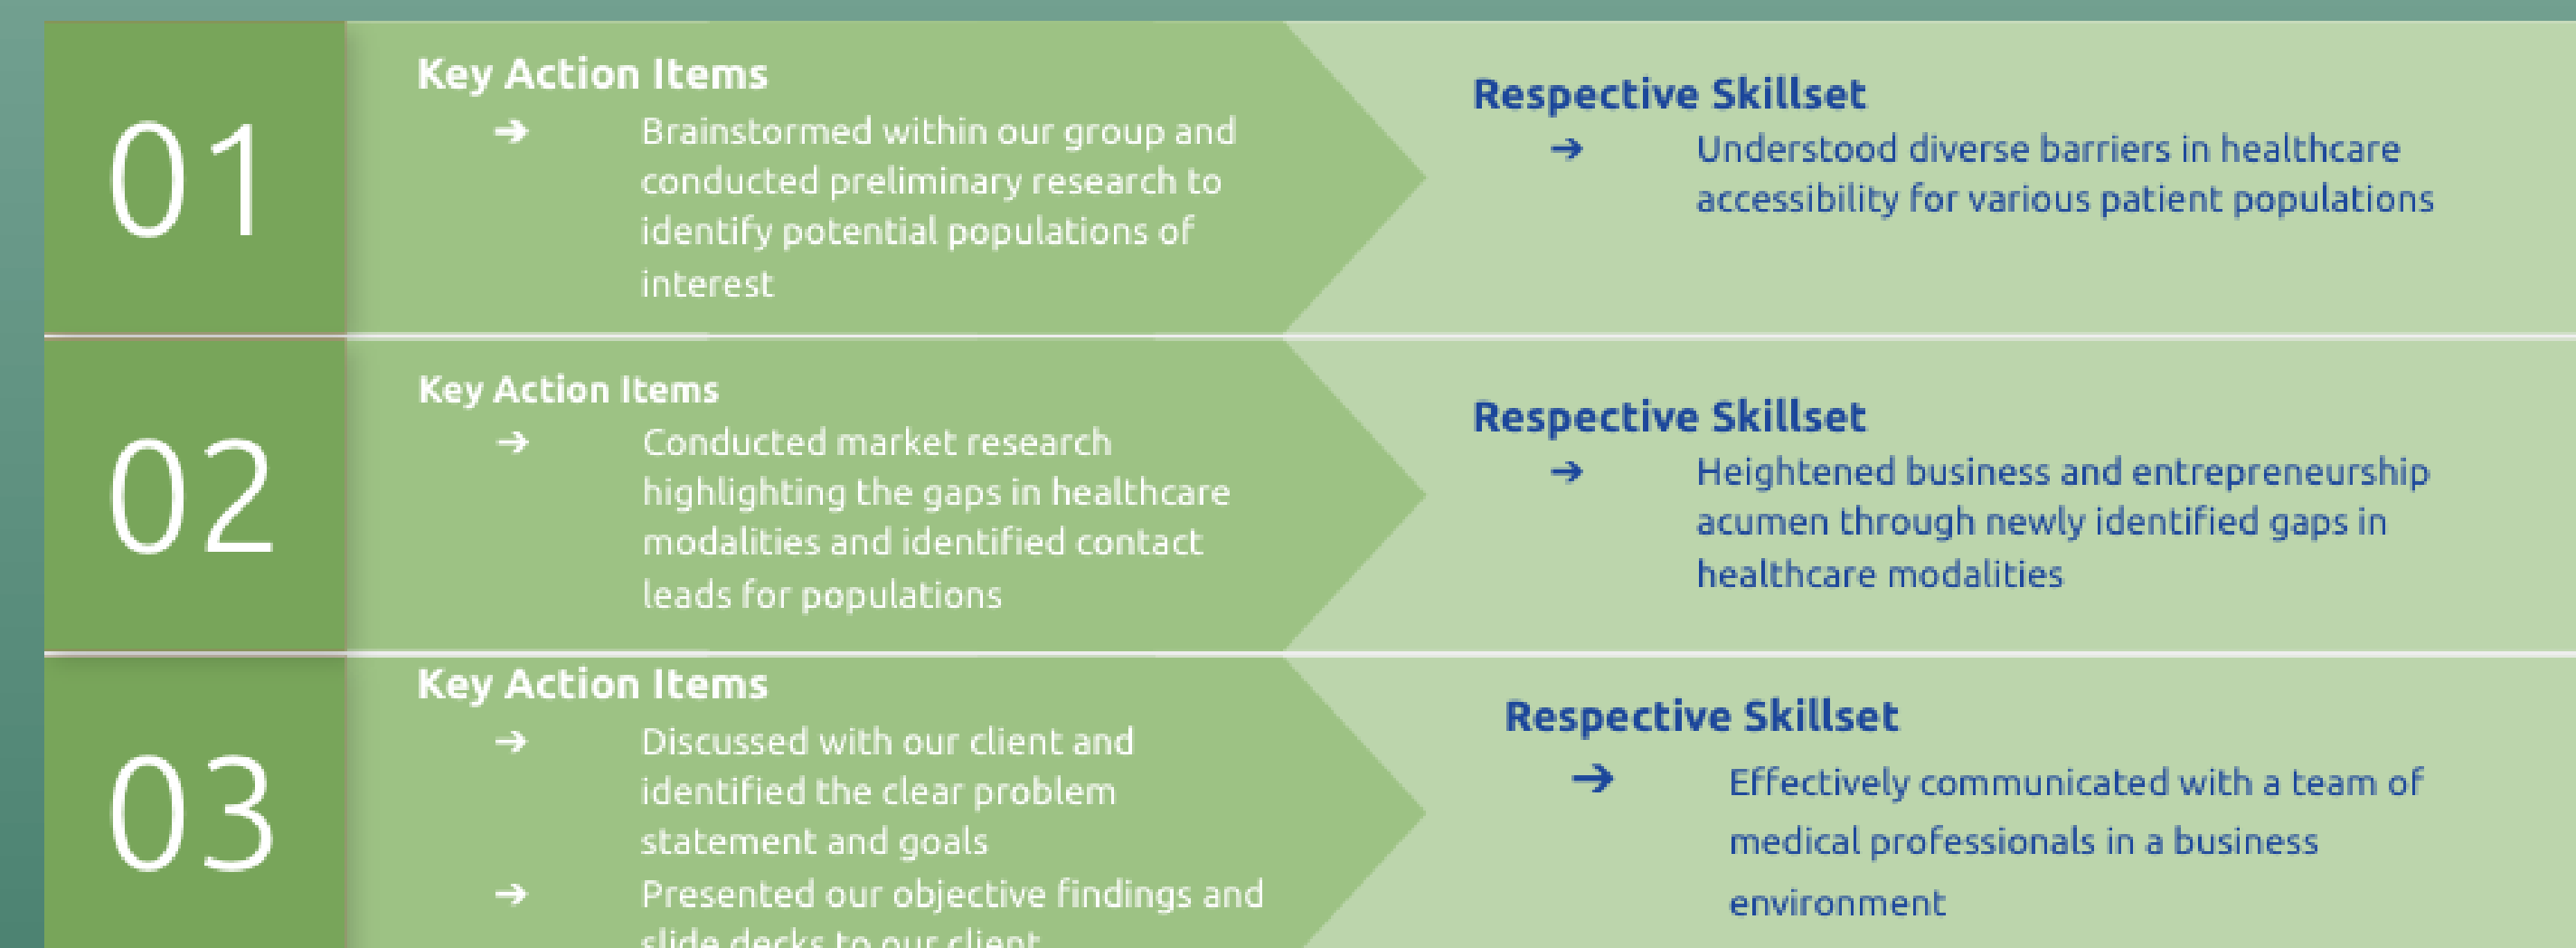 01
Key Action Items
➔ Brainstormed within our group and
conducted preliminary research to
identify potential populations of
interest
Respective Skillset
➔ Understood diverse barriers in healthcare
accessibility for various patient populations
02
Key Action Items
➔ Conducted market research
highlighting the gaps in healthcare
modalities and identified contact
leads for populations
Respective Skillset
➔ Heightened business and entrepreneurship
acumen through newly identified gaps in
healthcare modalities
03
Key Action Items
➔ Discussed with our client and
identified the clear problem
statement and goals
➔ Presented our objective findings and
slide decks to our client
Respective Skillset
➔ Effectively communicated with a team of
medical professionals in a business
environment